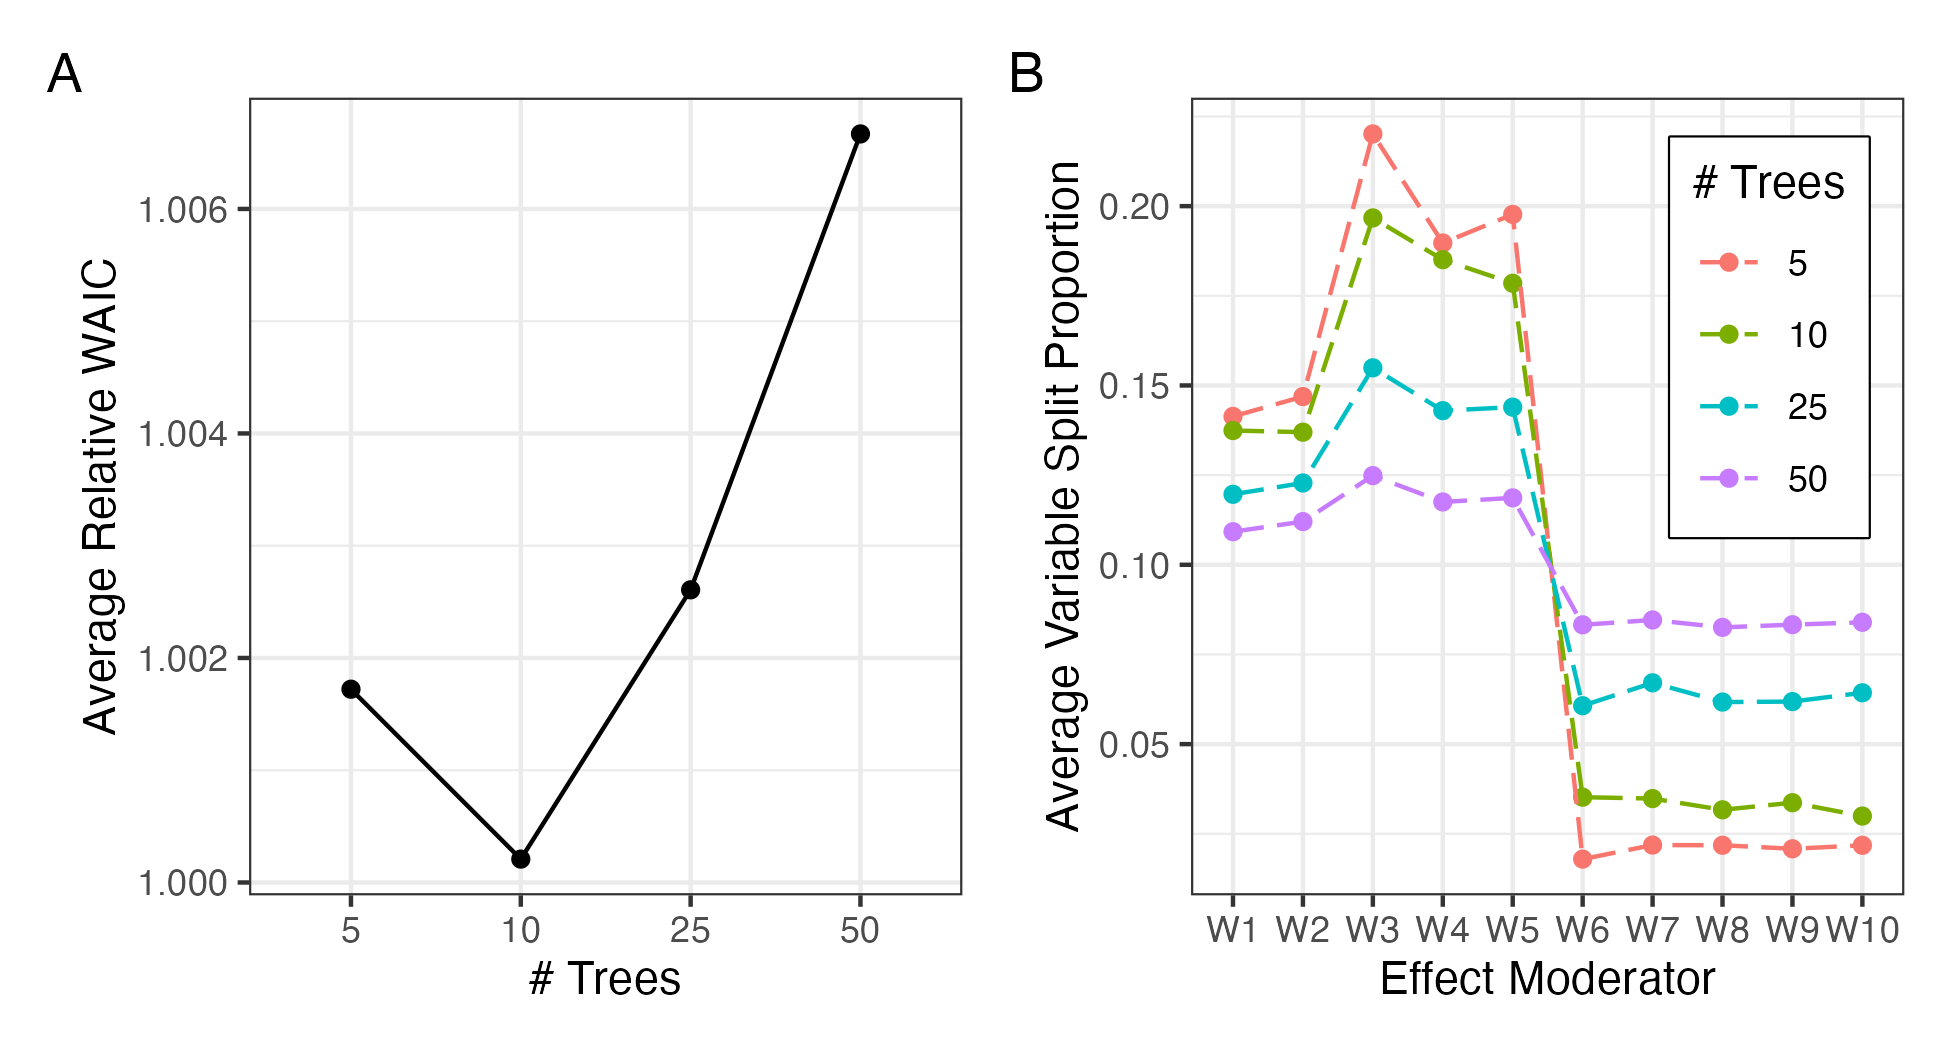 A
Average Relative WAIC
1.006
1.004
1.002
1.000
5 10 25 50
# Trees
B
Average Variable Split Proportion
0.20
0.15
0.10
0.05
W1 W2 W3 W4 W5 W6 W7 W8 W9 W10
Effect Moderator
# Trees
5
10
25
50